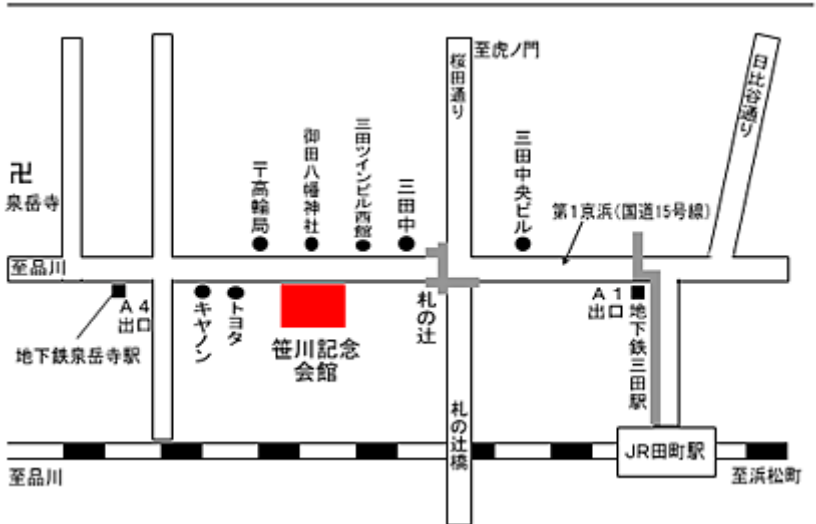 至虎ノ門
桜田通り
日比谷通り
卍
泉岳寺
〒高輪局
御田八幡神社
三田ツインビル西館
三田中
三田中央ビル
第1京浜(国道15号線)
至品川
A4
出口
地下鉄泉岳寺駅
キヤノン
トヨタ
笹川記念
会館
札の辻
A1
出口
地下鉄三田駅
札の辻橋
JR田町駅
至品川
至浜松町